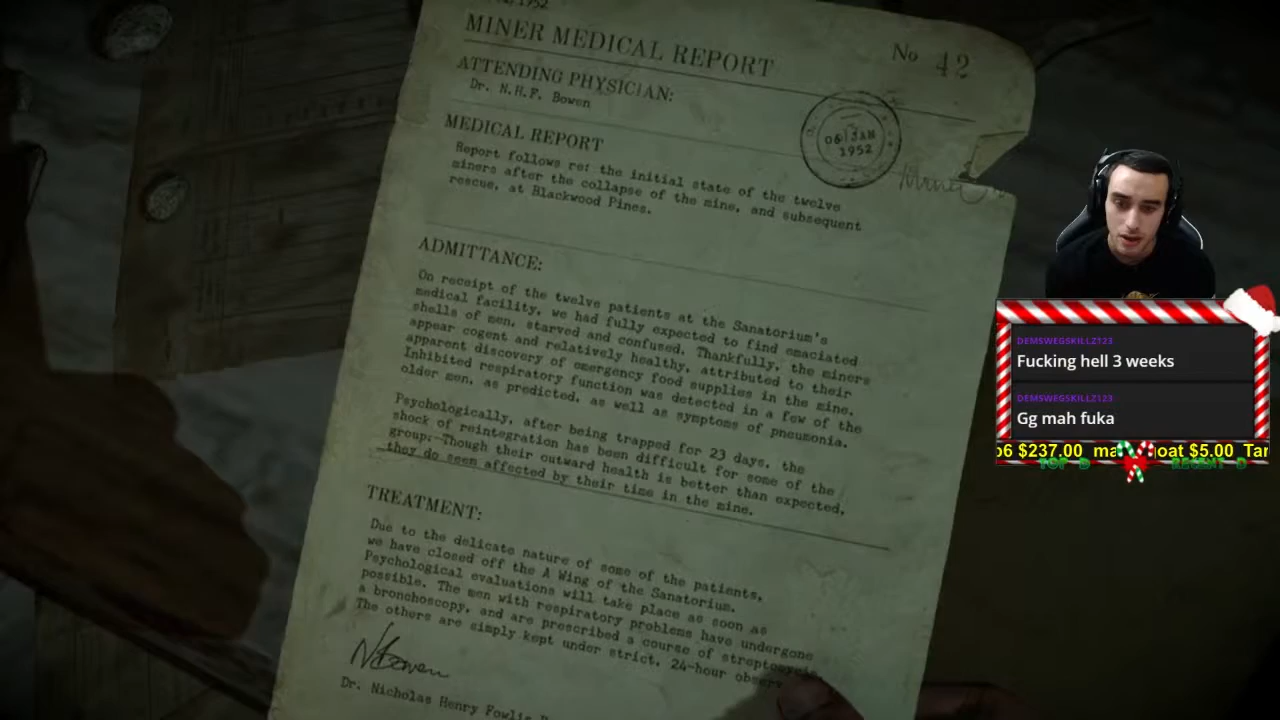 1952
MINER MEDICAL REPORT
No 42
ATTENDING PHYSICIAN:
Dr. N.H.F. Bowen
06 JAN
1952
MEDICAL REPORT
Report follows re: the initial state of the twelve
miners after the collapse of the mine, and subsequent
rescue, at Blackwood Pines.
ADMITTANCE:
On receipt of the twelve patients at the Sanatorium's
medical facility, we had fully expected to find emaciated
shells of men, starved and confused. Thankfully, the miners
appear cogent and relatively healthy, attributed to their
apparent discovery of emergency food supplies in the mine.
Inhibited respiratory function was detected in a few of the
older men, as predicted, as well as symptoms of pneumonia.
Psychologically, after being trapped for 23 days, the
shock of reintegration has been difficult for some of the
group. Though their outward health is better than expected,
they do seem affected by their time in the mine.
TREATMENT:
Due to the delicate nature of some of the patients,
we have closed off the A Wing of the Sanatorium.
Psychological evaluations will take place as soon as
possible. The men with respiratory problems have undergone
a bronchoscopy, and are prescribed a course of
The others are simply kept under strict, 24-hour
NBowen
Dr. Nicholas Henry Fowlis
DEMSWEGSKILLZ123
Fucking hell 3 weeks
DEMSWEGSKILLZ123
Gg mah fuka
$237.00 $5.00
TOP D RECENT D